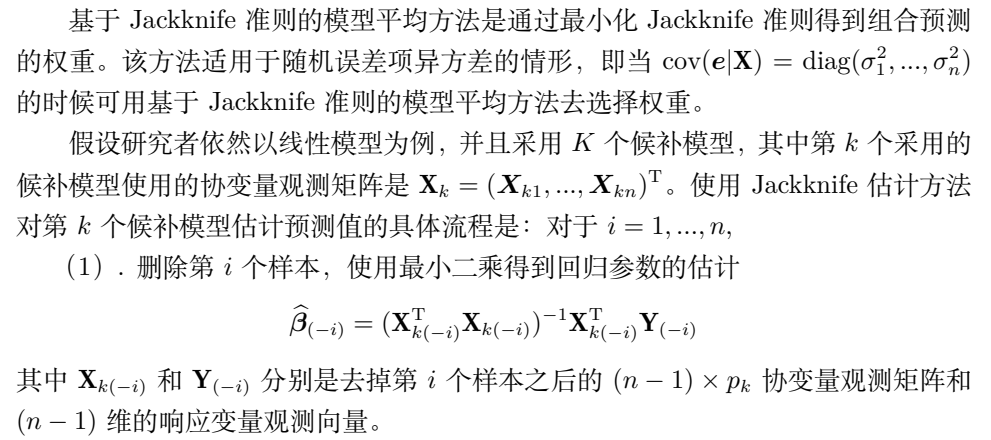 基于 Jackknife 准则的模型平均方法是通过最小化 Jackknife 准则得到组合预测
的权重。该方法适用于随机误差项异方差的情形，即当 cov(e|X) = diag(σ₁², ..., σₙ²)
的时候可用基于 Jackknife 准则的模型平均方法去选择权重。
假设研究者依然以线性模型为例，并且采用 K 个候补模型，其中第 k 个采用的
候补模型使用的协变量观测矩阵是 X_k = (X_{k1}, ..., X_{kn})^T。使用 Jackknife 估计方法
对第 k 个候补模型估计预测值的具体流程是：对于 i = 1, ..., n,
（1）. 删除第 i 个样本，使用最小二乘得到回归参数的估计
\widehat{β}_{(−i)} = (X_{k(−i)}^T X_{k(−i)})^{−1} X_{k(−i)}^T Y_{(−i)}
其中 X_{k(−i)} 和 Y_{(−i)} 分别是去掉第 i 个样本之后的 (n − 1) × p_k 协变量观测矩阵和
(n − 1) 维的响应变量观测向量。